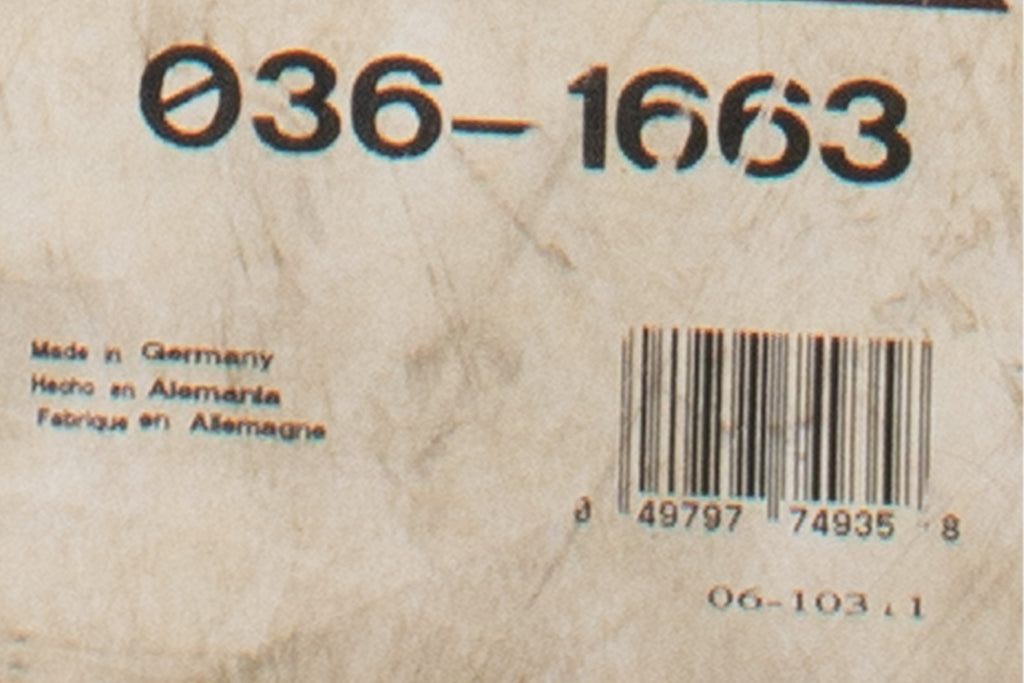 036-1663
Made in Germany
Hecho en Alemania
Fabrique en Allemagne
0 49797 74935 8
06-103.1